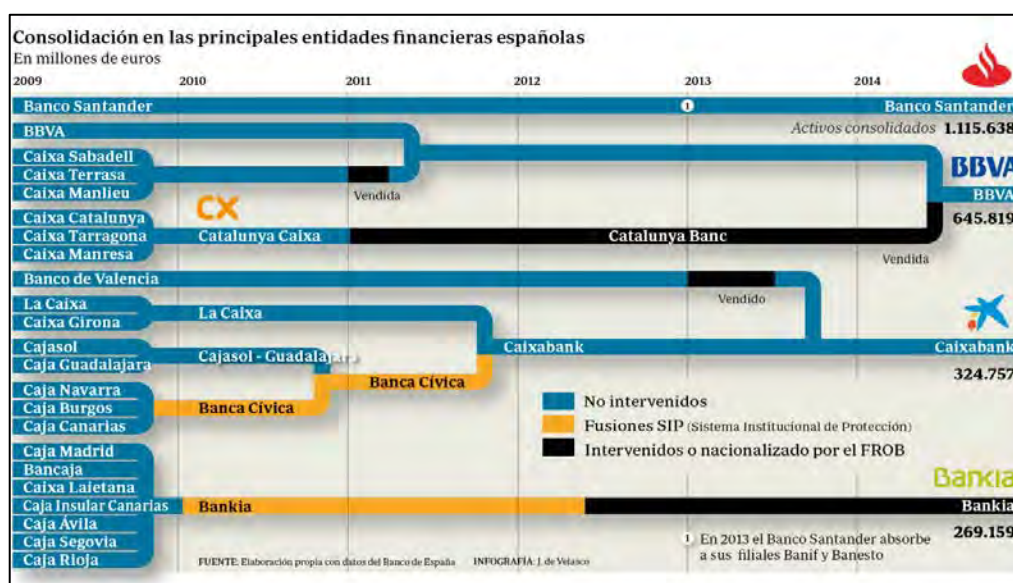 Consolidación en las principales entidades financieras españolas
En millones de euros
2009 2010 2011 2012 2013 2014
Banco Santander 1 Banco Santander
Activos consolidados 1.115.638
BBVA
Caixa Sabadell
Caixa Terrasa
Caixa Manlieu
Vendida
BBVA
BBVA
645.819
CX
Caixa Catalunya
Caixa Tarragona
Caixa Manresa
Catalunya Caixa
Catalunya Banc
Vendida
Banco de Valencia
Vendido
La Caixa
Caixa Girona
La Caixa
Cajasol
Caja Guadalajara
Cajasol - Guadalajara
Caixabank
Caixabank
324.757
Caja Navarra
Caja Burgos
Caja Canarias
Banca Cívica
Banca Cívica
No intervenidos
Fusiones SIP (Sistema Institucional de Protección)
Intervenidos o nacionalizado por el FROB
Caja Madrid
Bancaja
Caixa Laietana
Caja Insular Canarias
Caja Ávila
Caja Segovia
Caja Rioja
Bankia
Bankia
Bankia
269.159
1 En 2013 el Banco Santander absorbe
a sus filiales Banif y Banesto
FUENTE: Elaboración propia con datos del Banco de España INFOGRAFÍA: J. de Velasco